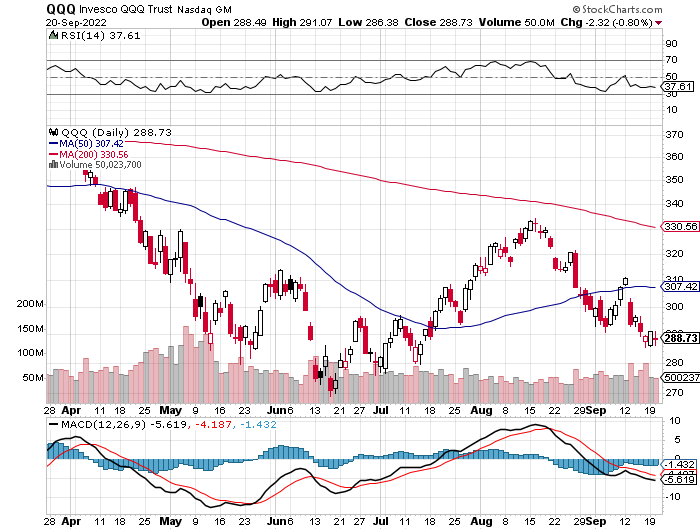 QQQ Invesco QQQ Trust Nasdaq GM © StockCharts.com
20-Sep-2022 Open 288.49 High 291.07 Low 286.38 Close 288.73 Volume 50.0M Chg -2.32 (-0.80%)
RSI(14) 37.61
90
70
50
37.61
30
10
QQQ (Daily) 288.73
MA(50) 307.42
MA(200) 330.56
Volume 50,023,700
370
360
350
340
330.56
320
307.42
300
290
288.73
280
270
200M
150M
100M
50M
500237
28 Apr 11 18 25 May 9 16 23 Jun 6 13 21 27 Jul 11 18 25 Aug 8 15 22 29 Sep 12 19
MACD(12,26,9) -5.619, -4.187, -1.432
10
5
0
-1.432
-5.619
-10
28 Apr 11 18 25 May 9 16 23 Jun 6 13 21 27 Jul 11 18 25 Aug 8 15 22 29 Sep 12 19